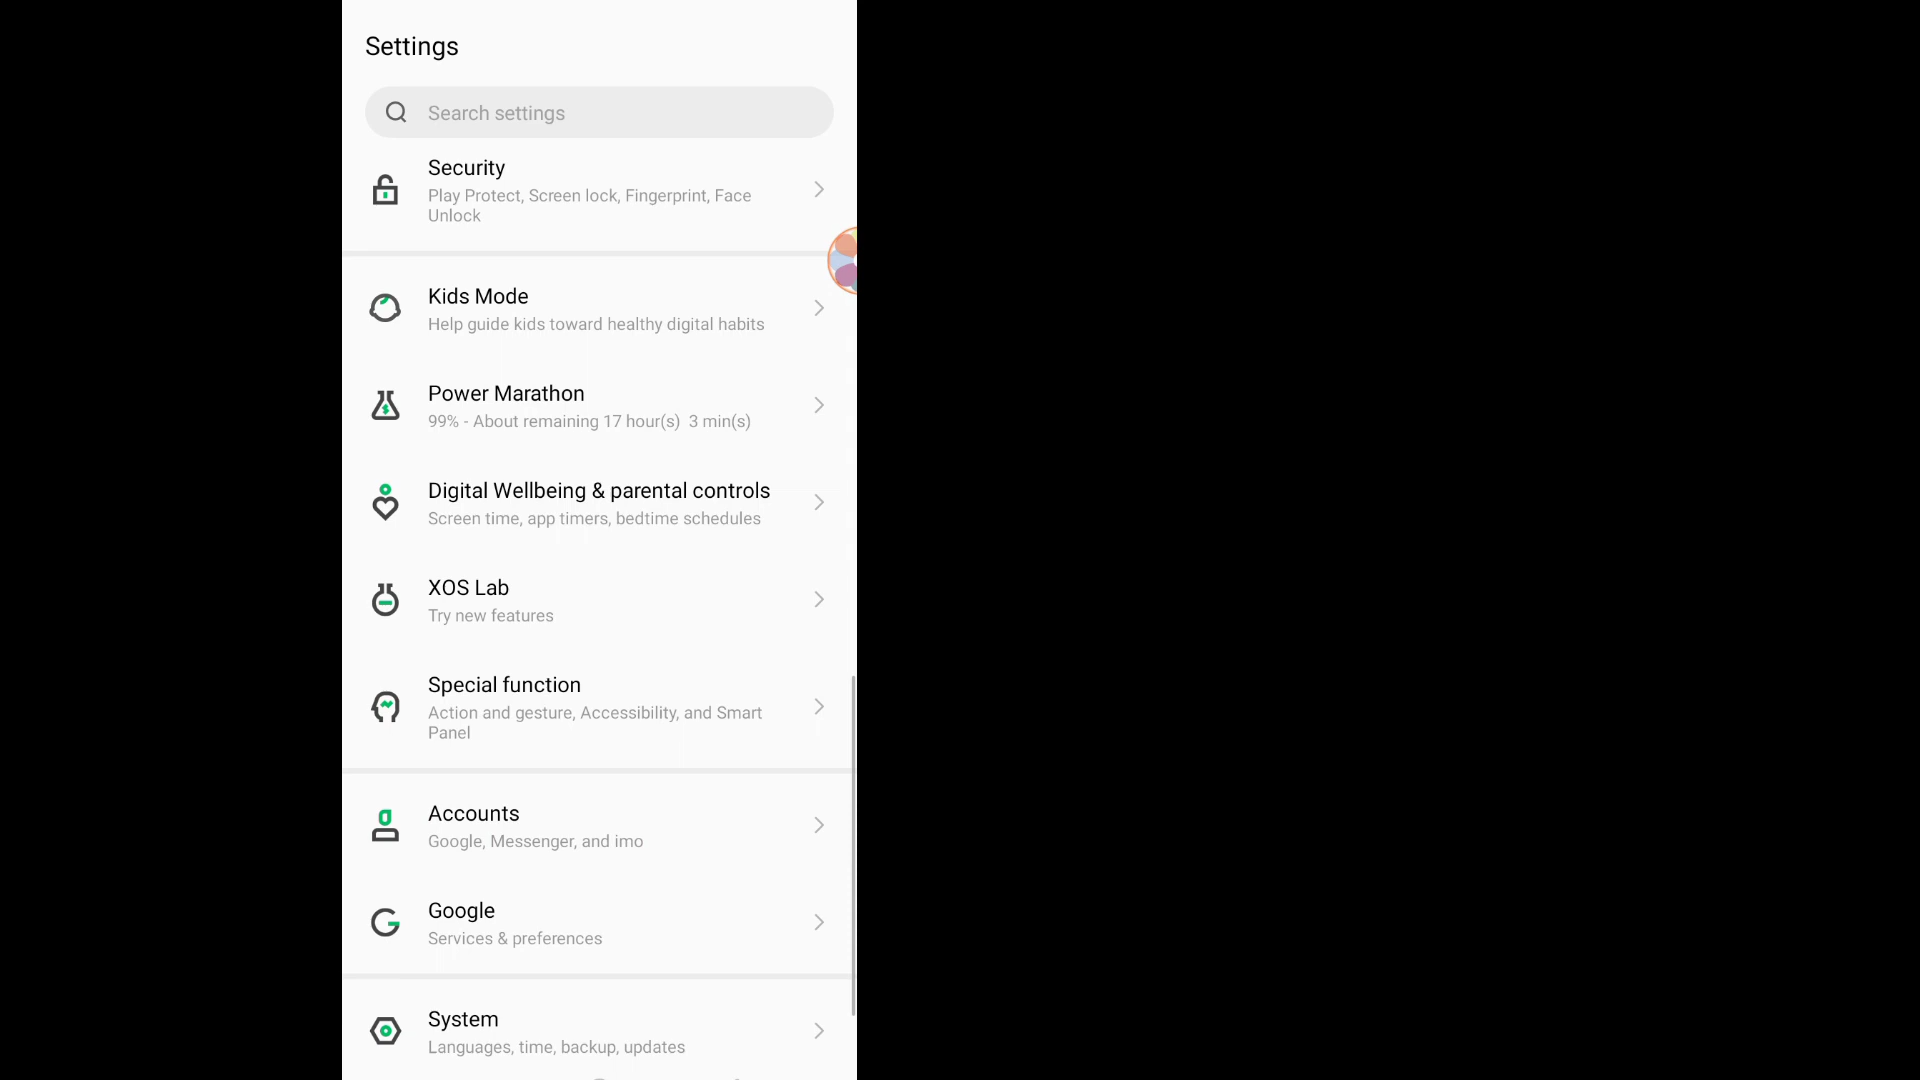 Settings
Search settings
Security
Play Protect, Screen lock, Fingerprint, Face
Unlock
Kids Mode
Help guide kids toward healthy digital habits
Power Marathon
99% - About remaining 17 hour(s)  3 min(s)
Digital Wellbeing & parental controls
Screen time, app timers, bedtime schedules
XOS Lab
Try new features
Special function
Action and gesture, Accessibility, and Smart
Panel
Accounts
Google, Messenger, and imo
Google
Services & preferences
System
Languages, time, backup, updates